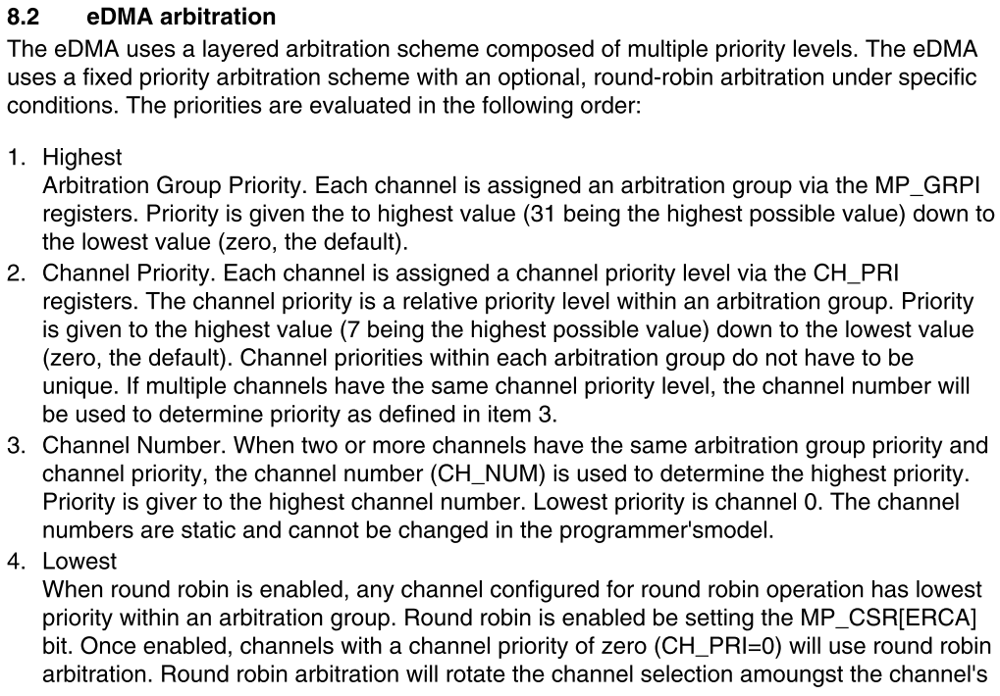 8.2 eDMA arbitration
The eDMA uses a layered arbitration scheme composed of multiple priority levels. The eDMA
uses a fixed priority arbitration scheme with an optional, round-robin arbitration under specific
conditions. The priorities are evaluated in the following order:
1. Highest
Arbitration Group Priority. Each channel is assigned an arbitration group via the MP_GRPI
registers. Priority is given the to highest value (31 being the highest possible value) down to
the lowest value (zero, the default).
2. Channel Priority. Each channel is assigned a channel priority level via the CH_PRI
registers. The channel priority is a relative priority level within an arbitration group. Priority
is given to the highest value (7 being the highest possible value) down to the lowest value
(zero, the default). Channel priorities within each arbitration group do not have to be
unique. If multiple channels have the same channel priority level, the channel number will
be used to determine priority as defined in item 3.
3. Channel Number. When two or more channels have the same arbitration group priority and
channel priority, the channel number (CH_NUM) is used to determine the highest priority.
Priority is giver to the highest channel number. Lowest priority is channel 0. The channel
numbers are static and cannot be changed in the programmer'smodel.
4. Lowest
When round robin is enabled, any channel configured for round robin operation has lowest
priority within an arbitration group. Round robin is enabled be setting the MP_CSR[ERCA]
bit. Once enabled, channels with a channel priority of zero (CH_PRI=0) will use round robin
arbitration. Round robin arbitration will rotate the channel selection amoungst the channel's